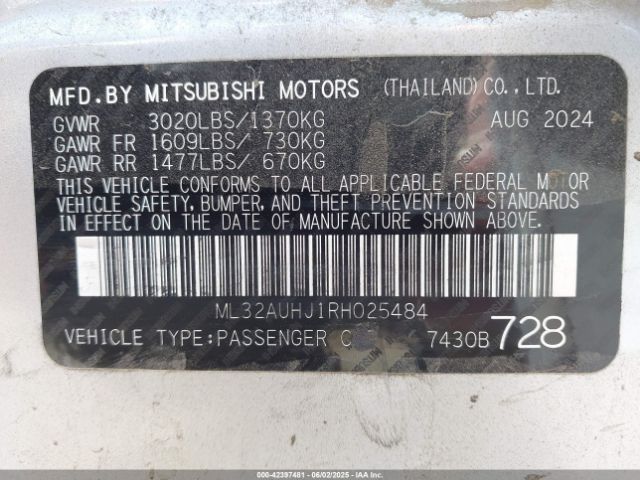 MFD.BY MITSUBISHI MOTORS (THAILAND)CO.,LTD.
GVWR 3020LBS/1370KG AUG 2024
GAWR FR 1609LBS/ 730KG
GAWR RR 1477LBS/ 670KG
THIS VEHICLE CONFORMS TO ALL APPLICABLE FEDERAL MOTOR
VEHICLE SAFETY, BUMPER, AND THEFT PREVENTION STANDARDS
IN EFFECT ON THE DATE OF MANUFACTURE SHOWN ABOVE.
ML32AUHJ1RH025484
VEHICLE TYPE:PASSENGER C 7430B 728
000-42397481 - 06/02/2025 - COPYRIGHT IAA, LLC.